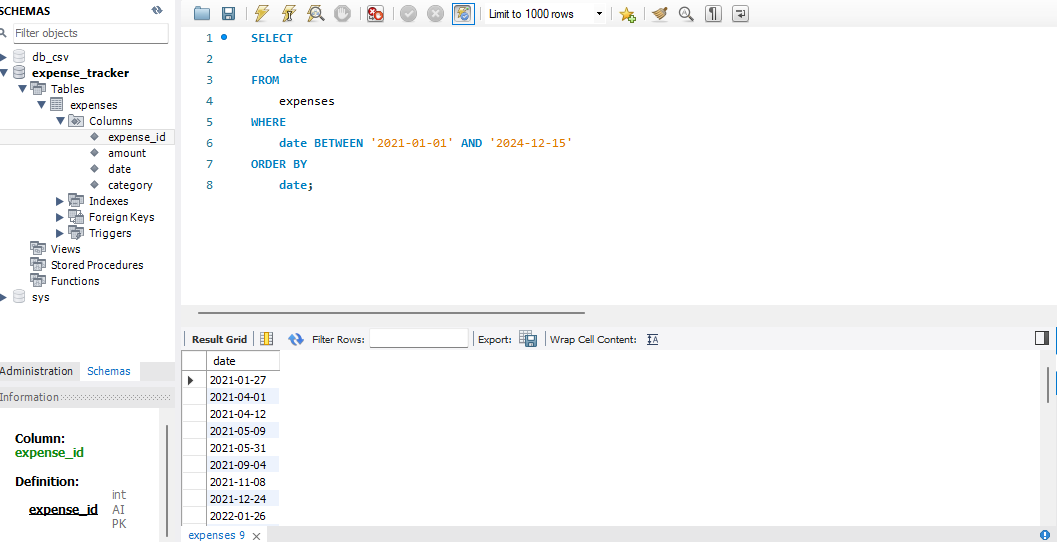 SCHEMAS
Filter objects
db_csv
expense_tracker
Tables
expenses
Columns
expense_id
amount
date
category
Indexes
Foreign Keys
Triggers
Views
Stored Procedures
Functions
sys
Administration Schemas
Information
Column:
expense_id
Definition:
int
expense_id AI
PK
Limit to 1000 rows
1 SELECT
2 date
3 FROM
4 expenses
5 WHERE
6 date BETWEEN '2021-01-01' AND '2024-12-15'
7 ORDER BY
8 date;
Result Grid Filter Rows: Export: Wrap Cell Content:
date
2021-01-27
2021-04-01
2021-04-12
2021-05-09
2021-05-31
2021-09-04
2021-11-08
2021-12-24
2022-01-26
expenses 9